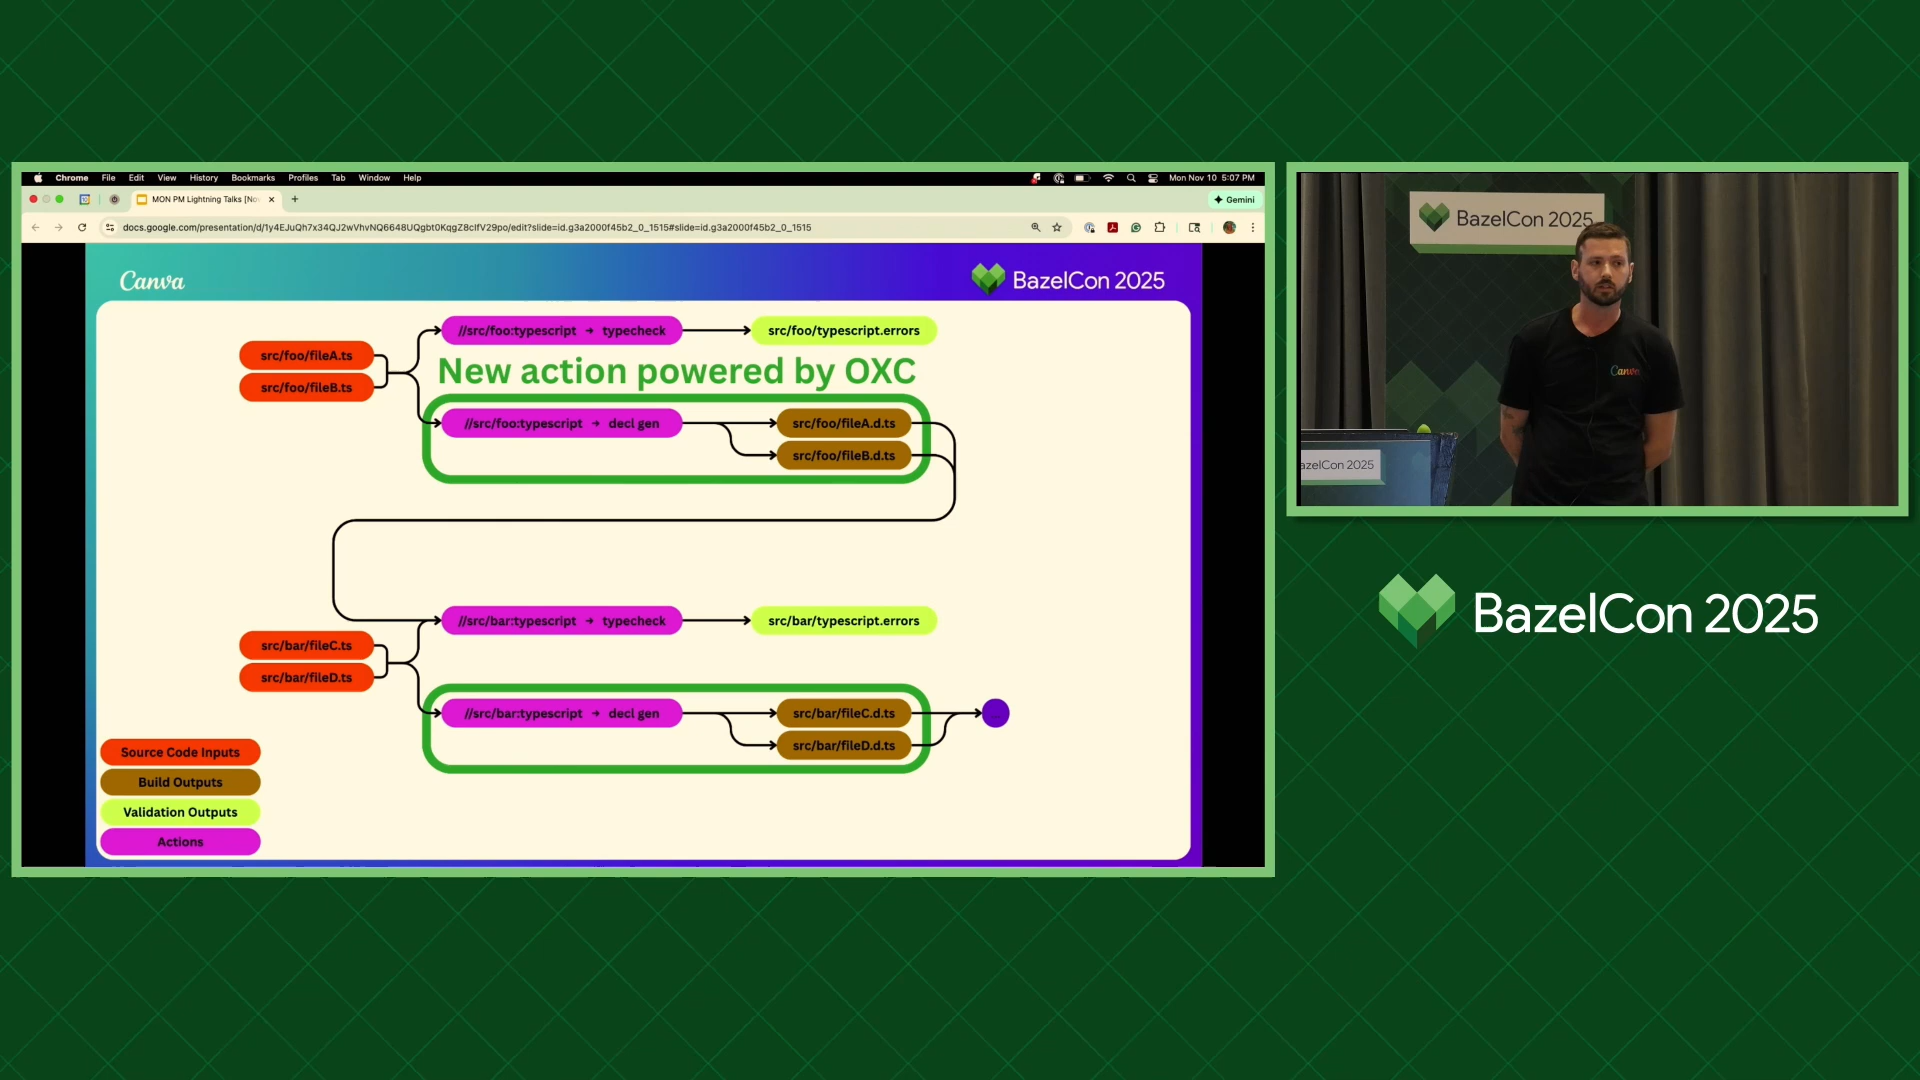 Chrome File Edit View History Bookmarks Profiles Tab Window Help
Mon Nov 10 5:07 PM
MON PM Lightning Talks [No
Gemini
docs.google.com/presentation/d/1y4EJuQh7x34QJ2wVhvNQ6648UQgbt0KqgZ8cIfV29po/edit?slide=id.g3a2000f45b2_0_1515#slide=id.g3a2000f45b2_0_1515
Canva
BazelCon 2025
//src/foo:typescript → typecheck
src/foo/typescript.errors
src/foo/fileA.ts
src/foo/fileB.ts
New action powered by OXC
//src/foo:typescript → decl gen
src/foo/fileA.d.ts
src/foo/fileB.d.ts
//src/bar:typescript → typecheck
src/bar/typescript.errors
src/bar/fileC.ts
src/bar/fileD.ts
//src/bar:typescript → decl gen
src/bar/fileC.d.ts
src/bar/fileD.d.ts
Source Code Inputs
Build Outputs
Validation Outputs
Actions
BazelCon 2025
Canva
azelCon 2025
BazelCon 2025